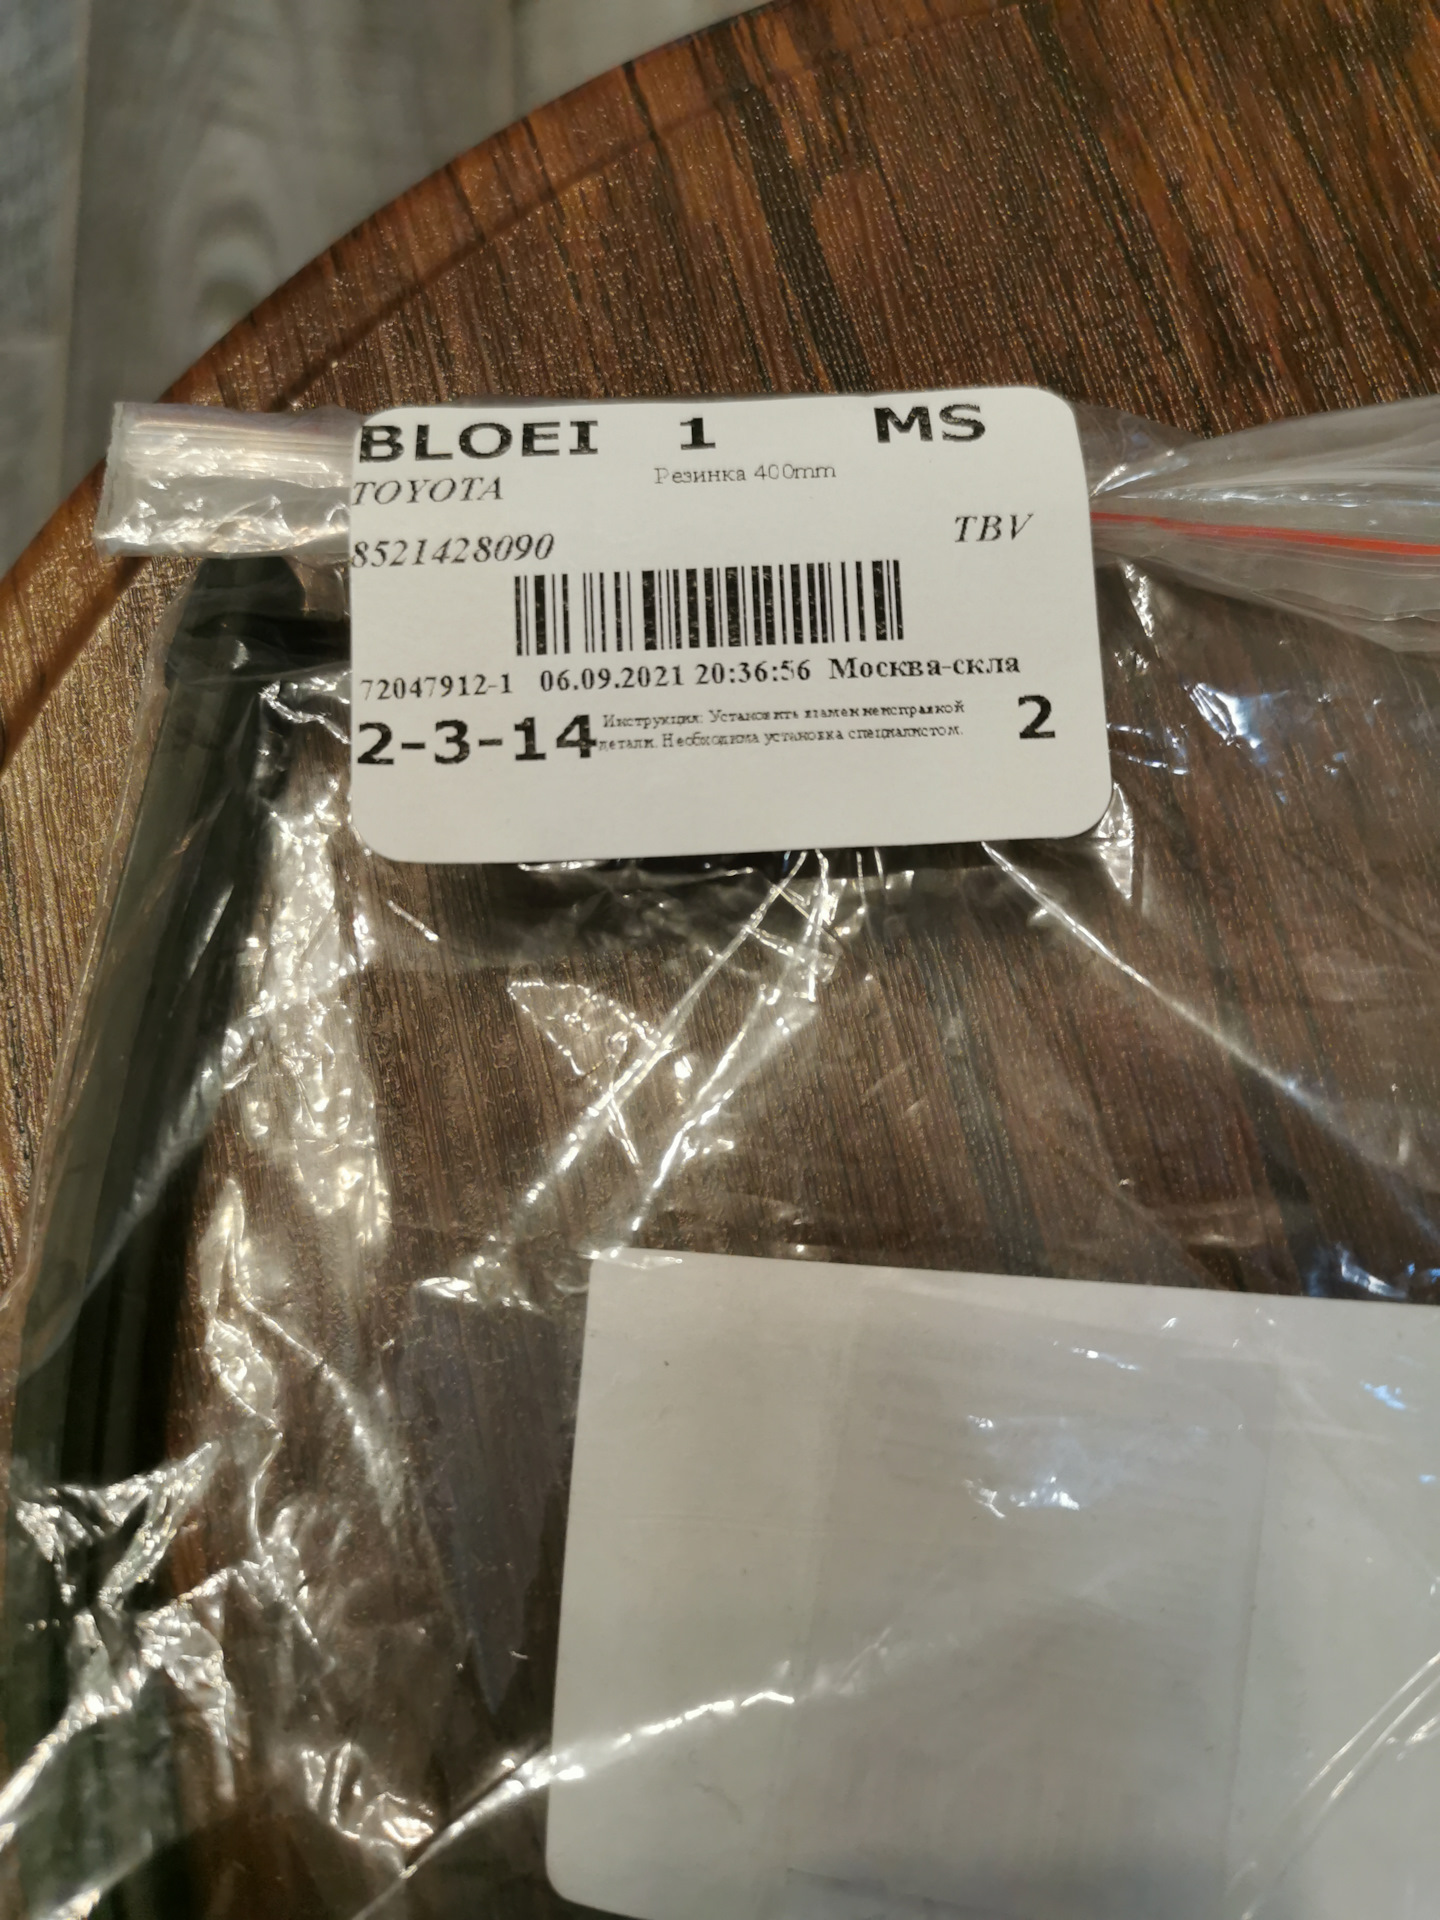 BLOEI 1 MS
TOYOTA Резинка 400mm
8521428090 TBV
72047912-1 06.09.2021 20:36:56 Москва-скла
2-3-14 Инструкция: Установить взамен неисправной 2
детали. Необходима установка специалистом.